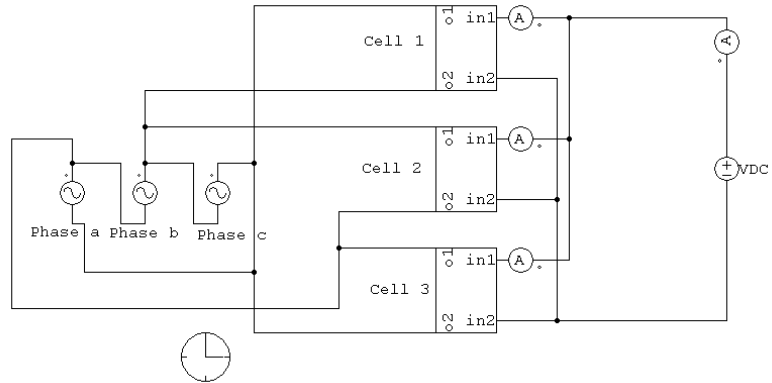 o1 in1 A
Cell 1
A
o2 in2
o1 in1 A
Cell 2
VDC
o2 in2
Phase a Phase b Phase c
o1 in1 A
Cell 3
o2 in2